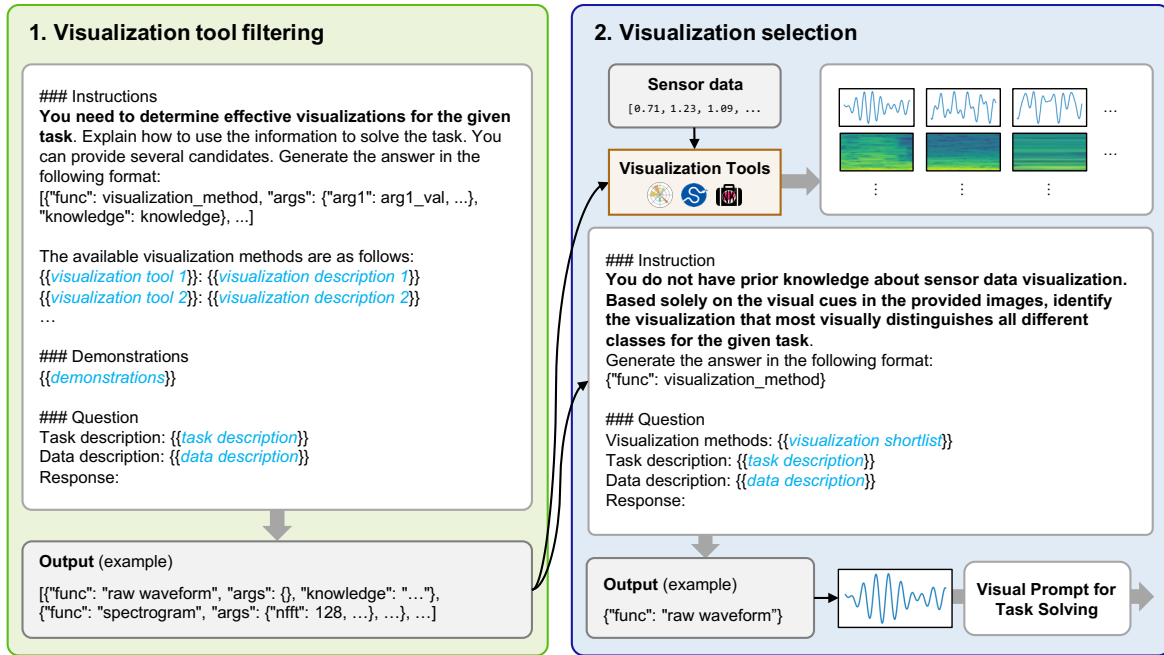 1. Visualization tool filtering
### Instructions
You need to determine effective visualizations for the given
task. Explain how to use the information to solve the task. You
can provide several candidates. Generate the answer in the
following format:
[{"func": visualization_method, "args": {"arg1": arg1_val, ...},
"knowledge": knowledge}, ...]
The available visualization methods are as follows:
{{visualization tool 1}}: {{visualization description 1}}
{{visualization tool 2}}: {{visualization description 2}}
…
### Demonstrations
{{demonstrations}}
### Question
Task description: {{task description}}
Data description: {{data description}}
Response:
Output (example)
[{"func": "raw waveform", "args": {}, "knowledge": "…"},
{"func": "spectrogram", "args": {"nfft": 128, …}, …}, …]
2. Visualization selection
Sensor data
[0.71, 1.23, 1.09, ...
Visualization Tools
…
…
⋮ ⋮ ⋮
### Instruction
You do not have prior knowledge about sensor data visualization.
Based solely on the visual cues in the provided images, identify
the visualization that most visually distinguishes all different
classes for the given task.
Generate the answer in the following format:
{"func": visualization_method}
### Question
Visualization methods: {{visualization shortlist}}
Task description: {{task description}}
Data description: {{data description}}
Response:
Output (example)
{"func": "raw waveform”}
Visual Prompt for
Task Solving